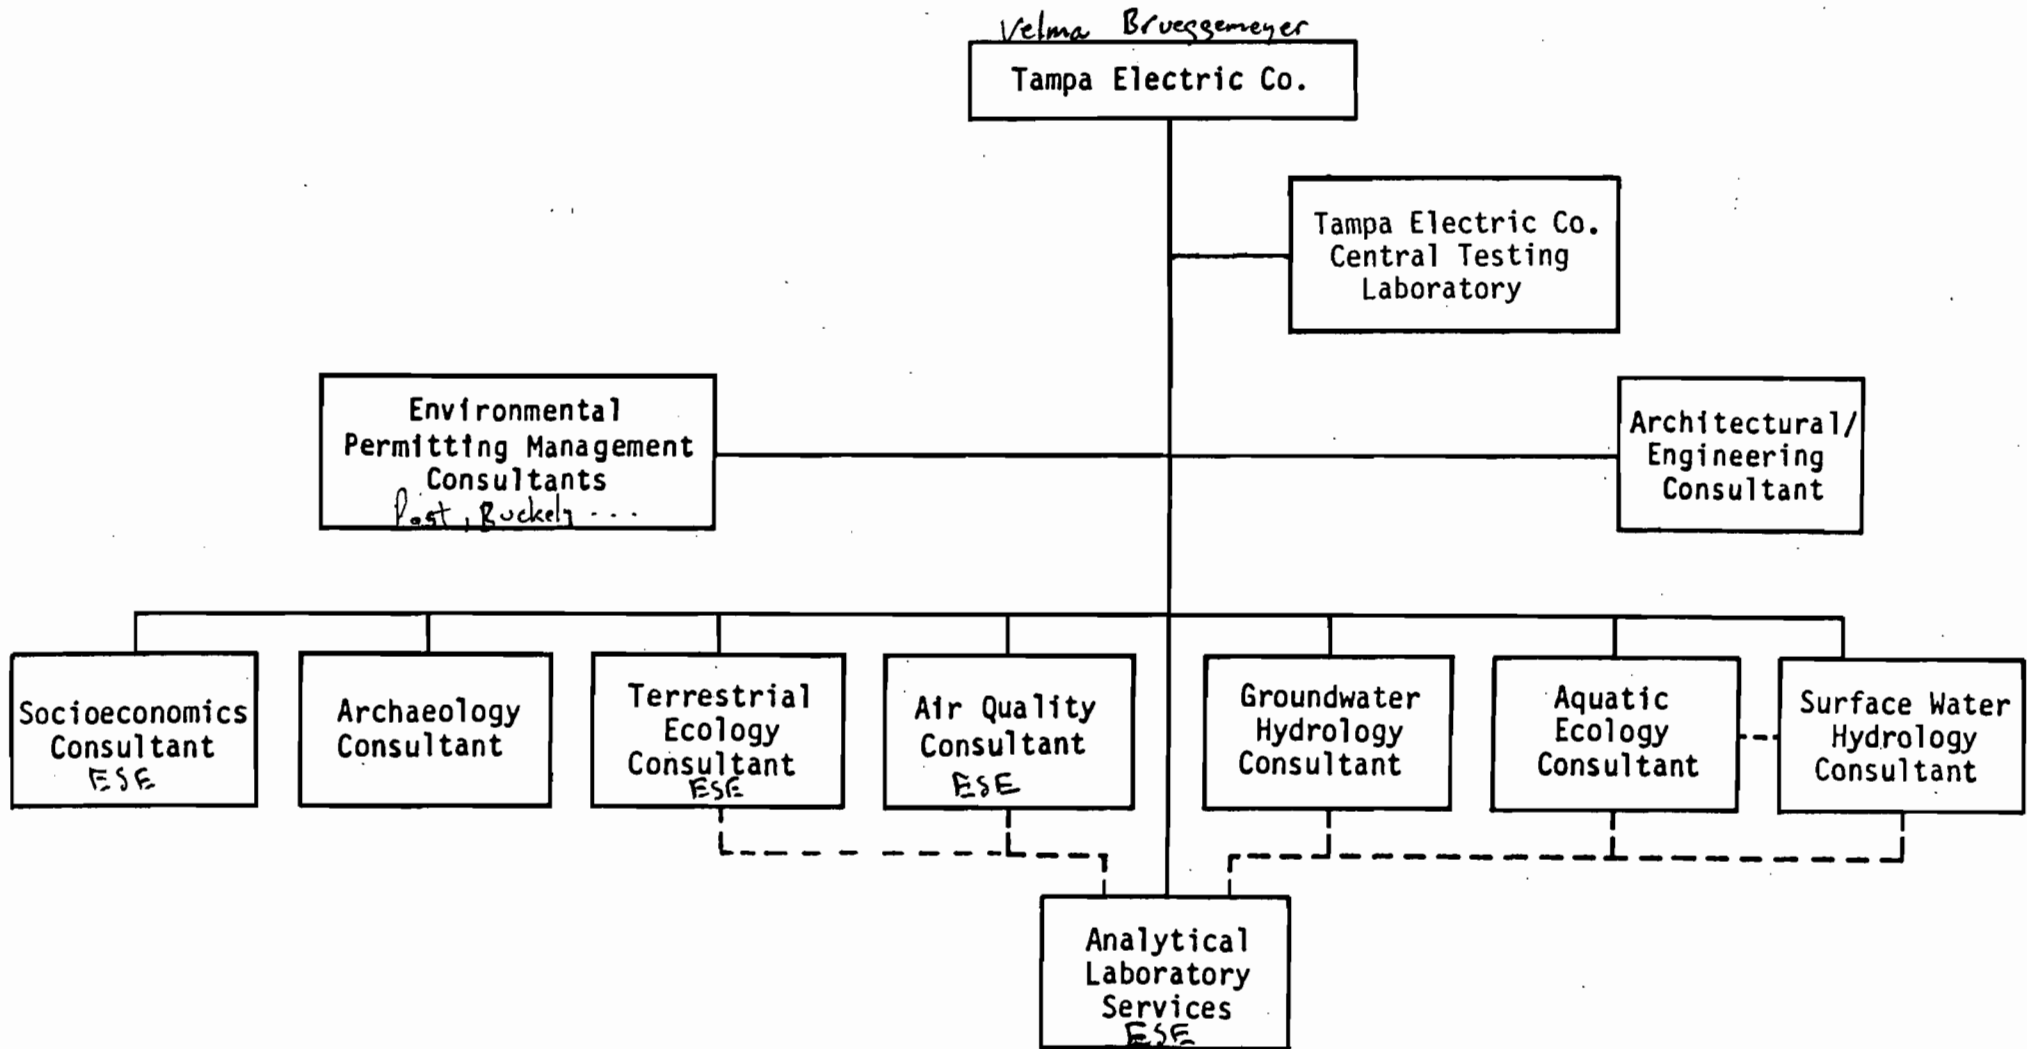 Velma Brueggemeyer
Tampa Electric Co.
Tampa Electric Co.
Central Testing
Laboratory
Environmental
Permitting Management
Consultants
Post, Buckely ...
Architectural/
Engineering
Consultant
Socioeconomics
Consultant
ESE
Archaeology
Consultant
Terrestrial
Ecology
Consultant
ESE
Air Quality
Consultant
ESE
Groundwater
Hydrology
Consultant
Aquatic
Ecology
Consultant
Surface Water
Hydrology
Consultant
Analytical
Laboratory
Services
ESE